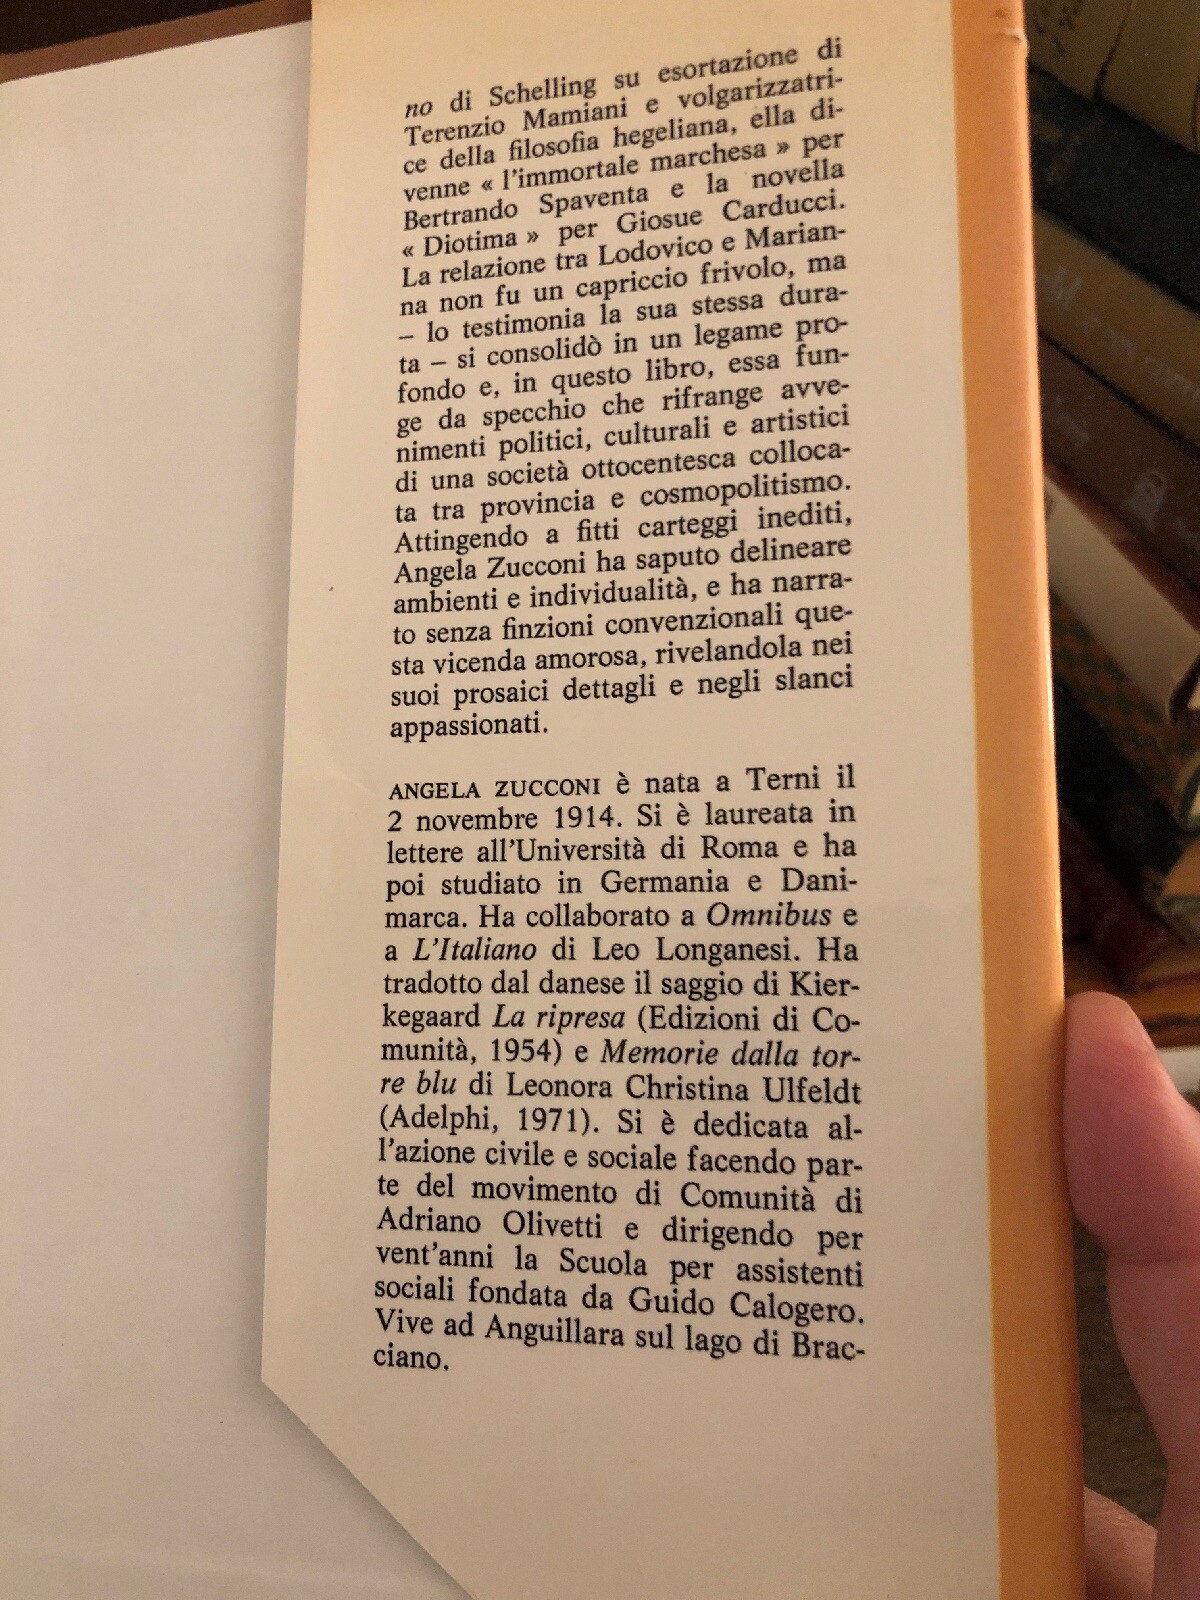 no di Schelling su esortazione di
Terenzio Mamiani e volgarizzatri-
ce della filosofia hegeliana, ella di-
venne « l'immortale marchesa » per
Bertrando Spaventa e la novella
« Diotima » per Giosue Carducci.
La relazione tra Lodovico e Marian-
na non fu un capriccio frivolo, ma
– lo testimonia la sua stessa dura-
ta – si consolidò in un legame pro-
fondo e, in questo libro, essa fun-
ge da specchio che rifrange avve-
nimenti politici, culturali e artistici
di una società ottocentesca colloca-
ta tra provincia e cosmopolitismo.
Attingendo a fitti carteggi inediti,
Angela Zucconi ha saputo delineare
ambienti e individualità, e ha narra-
to senza finzioni convenzionali que-
sta vicenda amorosa, rivelandola nei
suoi prosaici dettagli e negli slanci
appassionati.
ANGELA ZUCCONI è nata a Terni il
2 novembre 1914. Si è laureata in
lettere all'Università di Roma e ha
poi studiato in Germania e Dani-
marca. Ha collaborato a Omnibus e
a L'Italiano di Leo Longanesi. Ha
tradotto dal danese il saggio di Kier-
kegaard La ripresa (Edizioni di Co-
munità, 1954) e Memorie dalla tor-
re blu di Leonora Christina Ulfeldt
(Adelphi, 1971). Si è dedicata al-
l'azione civile e sociale facendo par-
te del movimento di Comunità di
Adriano Olivetti e dirigendo per
vent'anni la Scuola per assistenti
sociali fondata da Guido Calogero.
Vive ad Anguillara sul lago di Brac-
ciano.